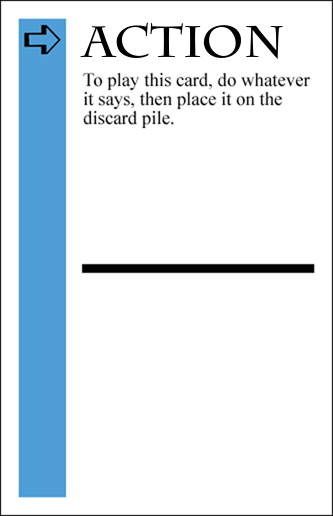 ACTION
To play this card, do whatever
it says, then place it on the
discard pile.